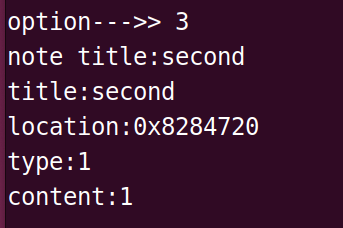 option--->> 3
note title:second
title:second
location:0x8284720
type:1
content:1